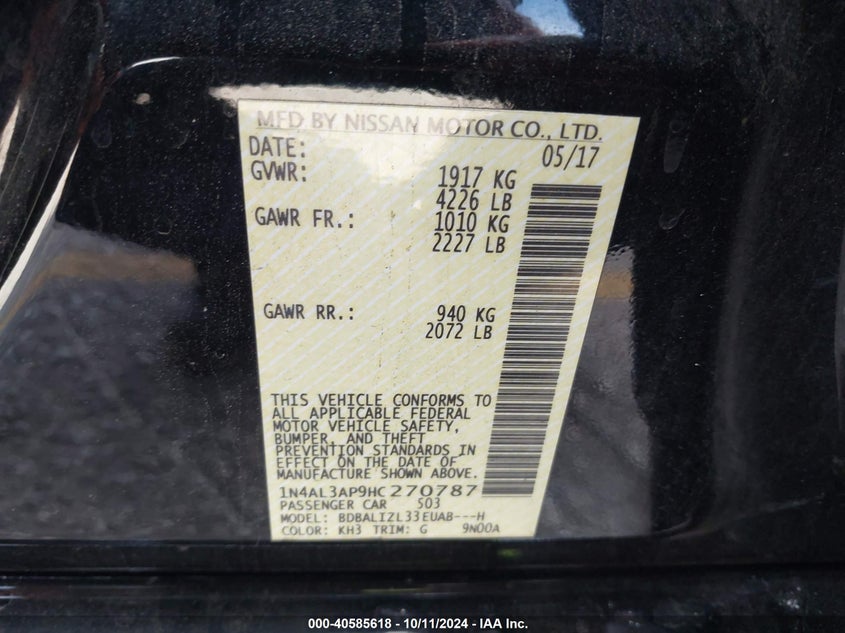 MFD BY NISSAN MOTOR CO., LTD.
DATE: 05/17
GVWR: 1917 KG
4226 LB
GAWR FR.: 1010 KG
2227 LB
GAWR RR.: 940 KG
2072 LB
THIS VEHICLE CONFORMS TO
ALL APPLICABLE FEDERAL
MOTOR VEHICLE SAFETY,
BUMPER, AND THEFT
PREVENTION STANDARDS
IN EFFECT ON THE DATE OF
MANUFACTURE SHOWN ABOVE.
1N4AL3AP9HC270787
PASSENGER CAR 503
MODEL: BDBALIZL33EUAB---H
COLOR: KH3 TRIM: G 9N00A
000-40585618 - 10/11/2024 - IAA Inc.